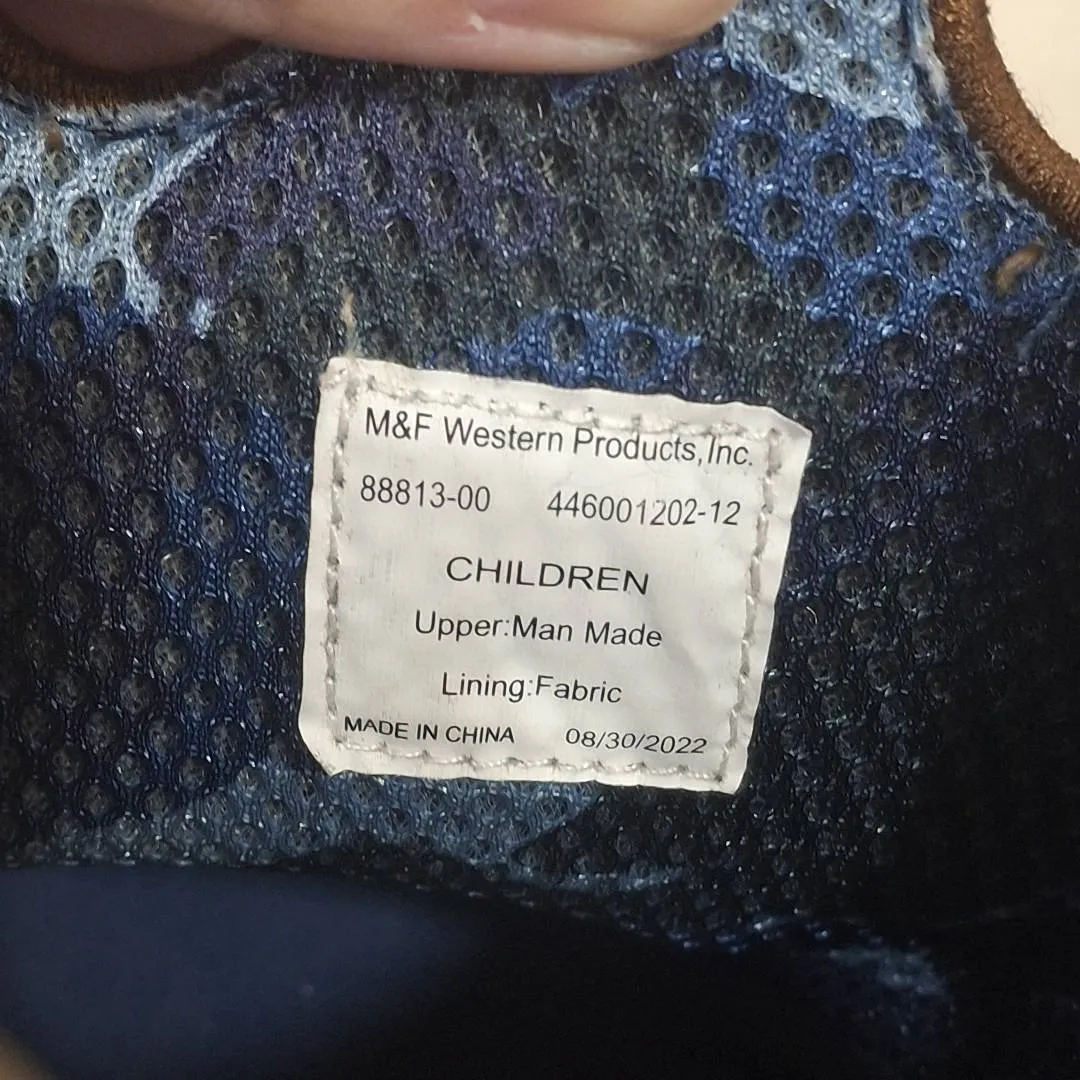 M&F Western Products,Inc.
88813-00 446001202-12
CHILDREN
Upper:Man Made
Lining:Fabric
MADE IN CHINA 08/30/2022